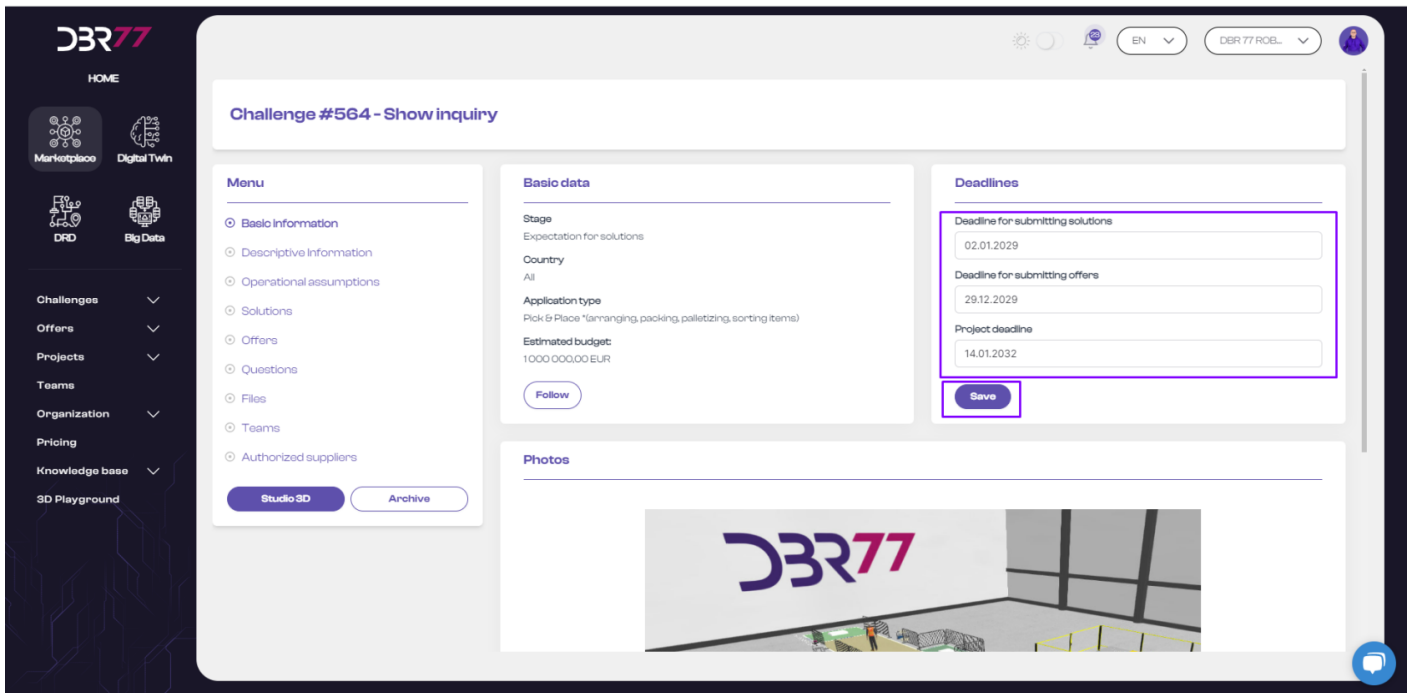 DBR77
HOME
Marketplace
Digital Twin
DRD
Big Data
Challenges
Offers
Projects
Teams
Organization
Pricing
Knowledge base
3D Playground
29
EN
DBR 77 ROB...
Challenge #564 - Show inquiry
Menu
Basic information
Descriptive information
Operational assumptions
Solutions
Offers
Questions
Files
Teams
Authorized suppliers
Studio 3D
Archive
Basic data
Stage
Expectation for solutions
Country
All
Application type
Pick & Place *(arranging, packing, palletizing, sorting items)
Estimated budget:
1 000 000,00 EUR
Follow
Deadlines
Deadline for submitting solutions
02.01.2029
Deadline for submitting offers
29.12.2029
Project deadline
14.01.2032
Save
Photos
DBR77